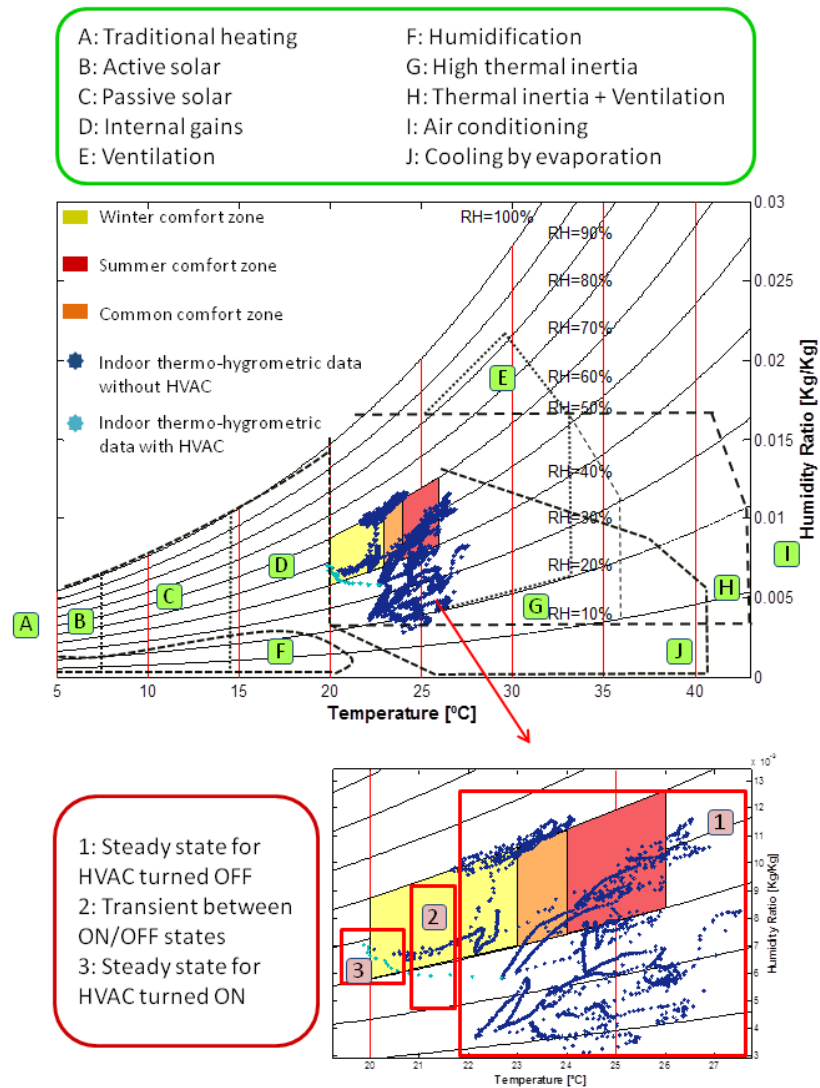 A: Traditional heating
B: Active solar
C: Passive solar
D: Internal gains
E: Ventilation
F: Humidification
G: High thermal inertia
H: Thermal inertia + Ventilation
I: Air conditioning
J: Cooling by evaporation
Winter comfort zone
Summer comfort zone
Common comfort zone
Indoor thermo-hygrometric data
without HVAC
Indoor thermo-hygrometric
data with HVAC
RH=100%
RH=90%
RH=80%
RH=70%
RH=60%
RH=50%
RH=40%
RH=30%
RH=20%
RH=10%
A
B
C
D
E
F
G
H
I
J
0.03
0.025
0.02
0.015
0.01
0.005
0
Humidity Ratio [Kg/Kg]
5 10 15 20 25 30 35 40
Temperature [ºC]
1: Steady state for
HVAC turned OFF
2: Transient between
ON/OFF states
3: Steady state for
HVAC turned ON
1
2
3
x 10⁻³
13
12
11
10
9
8
7
6
5
4
3
Humidity Ratio [Kg/Kg]
20 21 22 23 24 25 26 27
Temperature [ºC]